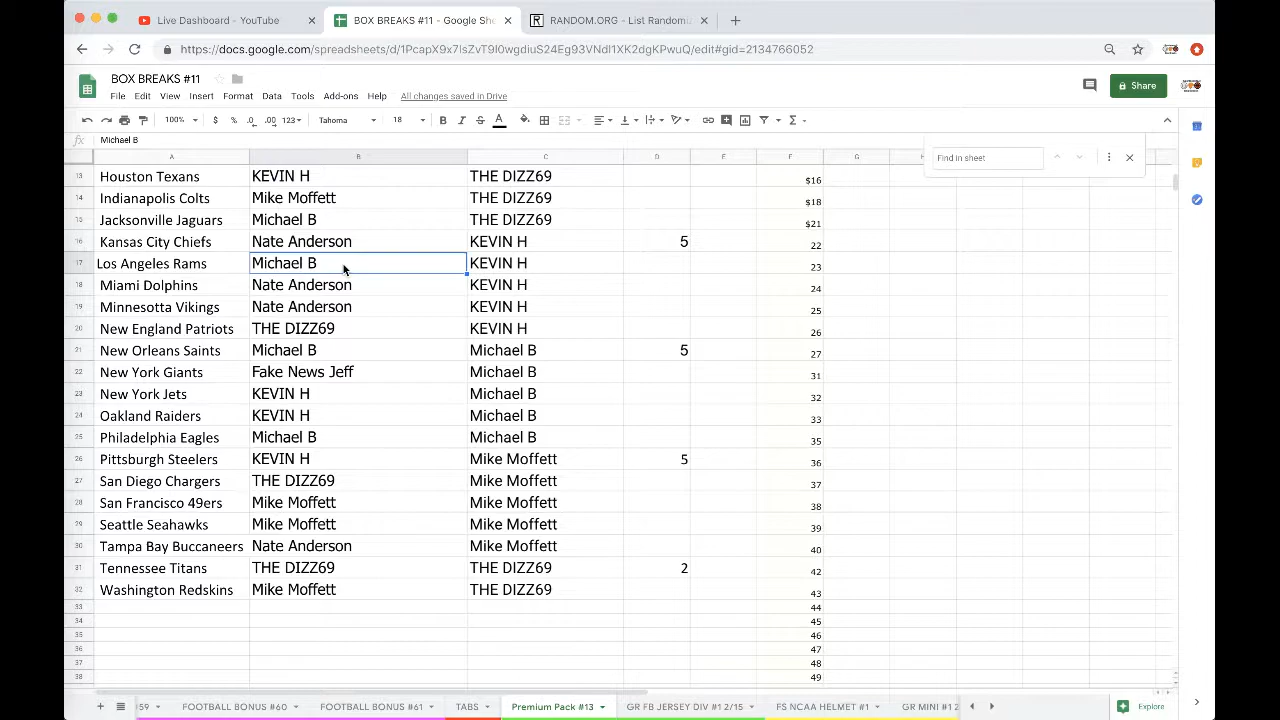 Live Dashboard - YouTube × BOX BREAKS #11 - Google She × RANDOM.ORG - List Randomi × +
https://docs.google.com/spreadsheets/d/1PcapX9x7lsZvT9l0wgdiuS24Eg93VNdl1XK2dgKPwuQ/edit#gid=2134766052
BOX BREAKS #11
File Edit View Insert Format Data Tools Add-ons Help All changes saved in Drive
Share
100% $ % .0 .00 123 Tahoma 18 B I S A
fx Michael B
Find in sheet
A B C D E F G H
13 Houston Texans KEVIN H THE DIZZ69 $16
14 Indianapolis Colts Mike Moffett THE DIZZ69 $18
15 Jacksonville Jaguars Michael B THE DIZZ69 $21
16 Kansas City Chiefs Nate Anderson KEVIN H 5 22
17 Los Angeles Rams Michael B KEVIN H 23
18 Miami Dolphins Nate Anderson KEVIN H 24
19 Minnesotta Vikings Nate Anderson KEVIN H 25
20 New England Patriots THE DIZZ69 KEVIN H 26
21 New Orleans Saints Michael B Michael B 5 27
22 New York Giants Fake News Jeff Michael B 31
23 New York Jets KEVIN H Michael B 32
24 Oakland Raiders KEVIN H Michael B 33
25 Philadelphia Eagles Michael B Michael B 35
26 Pittsburgh Steelers KEVIN H Mike Moffett 5 36
27 San Diego Chargers THE DIZZ69 Mike Moffett 37
28 San Francisco 49ers Mike Moffett Mike Moffett 38
29 Seattle Seahawks Mike Moffett Mike Moffett 39
30 Tampa Bay Buccaneers Nate Anderson Mike Moffett 40
31 Tennessee Titans THE DIZZ69 THE DIZZ69 2 42
32 Washington Redskins Mike Moffett THE DIZZ69 43
33 44
34 45
35 46
36 47
37 48
38 49
59 FOOTBALL BONUS #60 FOOTBALL BONUS #61 TABS Premium Pack #13 GR FB JERSEY DIV #1 2/15 FS NCAA HELMET #1 GR MINI #1 2 Explore